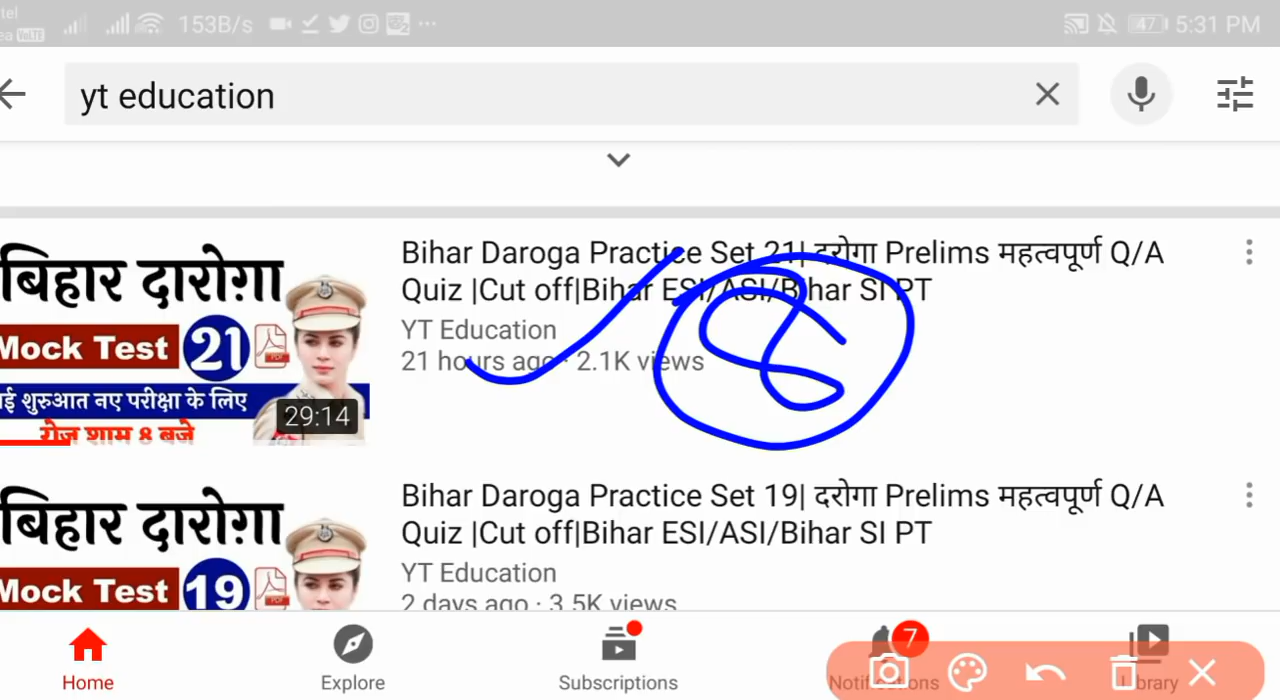 tel
ea VoLTE 153B/s 47 5:31 PM
yt education
बिहार दारोग़ा
Mock Test 21 PDF
ई शुरुआत नए परीक्षा के लिए
रोज़ शाम 8 बजे
29:14
Bihar Daroga Practice Set 21| दरोगा Prelims महत्वपूर्ण Q/A
Quiz |Cut off|Bihar ESI/ASI/Bihar SI PT
YT Education
21 hours ago · 2.1K views
8
बिहार दारोग़ा
Mock Test 19
Bihar Daroga Practice Set 19| दरोगा Prelims महत्वपूर्ण Q/A
Quiz |Cut off|Bihar ESI/ASI/Bihar SI PT
YT Education
2 days ago · 3.5K views
7
Home Explore Subscriptions Notifications Library